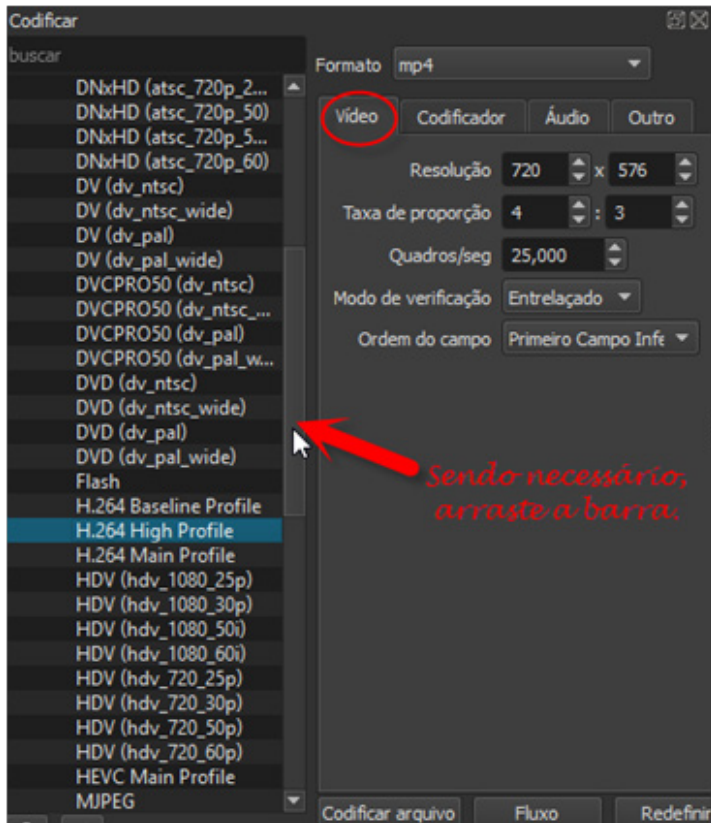 Codificar
buscar
DNxHD (atsc_720p_2...
DNxHD (atsc_720p_50)
DNxHD (atsc_720p_5...
DNxHD (atsc_720p_60)
DV (dv_ntsc)
DV (dv_ntsc_wide)
DV (dv_pal)
DV (dv_pal_wide)
DVCPRO50 (dv_ntsc)
DVCPRO50 (dv_ntsc_...
DVCPRO50 (dv_pal)
DVCPRO50 (dv_pal_w...
DVD (dv_ntsc)
DVD (dv_ntsc_wide)
DVD (dv_pal)
DVD (dv_pal_wide)
Flash
H.264 Baseline Profile
H.264 High Profile
H.264 Main Profile
HDV (hdv_1080_25p)
HDV (hdv_1080_30p)
HDV (hdv_1080_50i)
HDV (hdv_1080_60i)
HDV (hdv_720_25p)
HDV (hdv_720_30p)
HDV (hdv_720_50p)
HDV (hdv_720_60p)
HEVC Main Profile
MJPEG
Formato mp4
Vídeo Codificador Áudio Outro
Resolução 720 x 576
Taxa de proporção 4 : 3
Quadros/seg 25,000
Modo de verificação Entrelaçado
Ordem do campo Primeiro Campo Infe
Sendo necessário,
arraste a barra.
Codificar arquivo Fluxo Redefinir